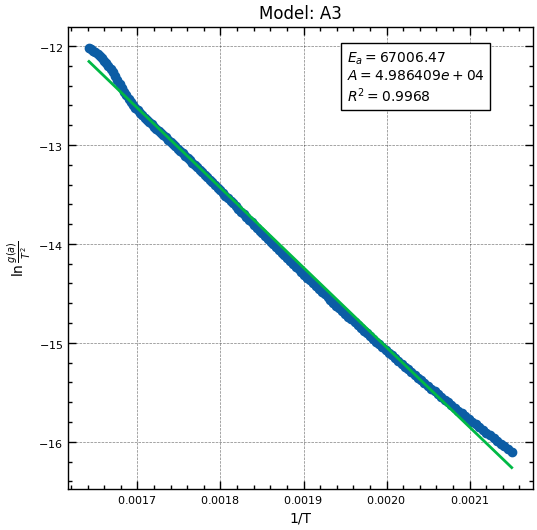 Model: A3
−12
−13
−14
−15
−16
ln g(a)/T²
E_a = 67006.47
A = 4.986409e + 04
R² = 0.9968
0.0017 0.0018 0.0019 0.0020 0.0021
1/T